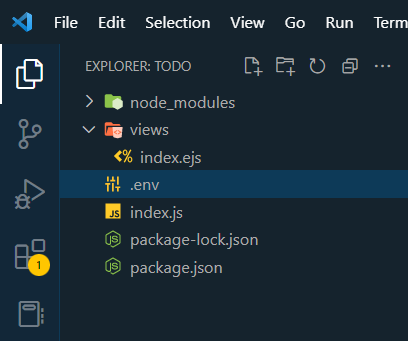 File Edit Selection View Go Run Term
EXPLORER: TODO
node_modules
views
index.ejs
.env
JS index.js
package-lock.json
package.json
1